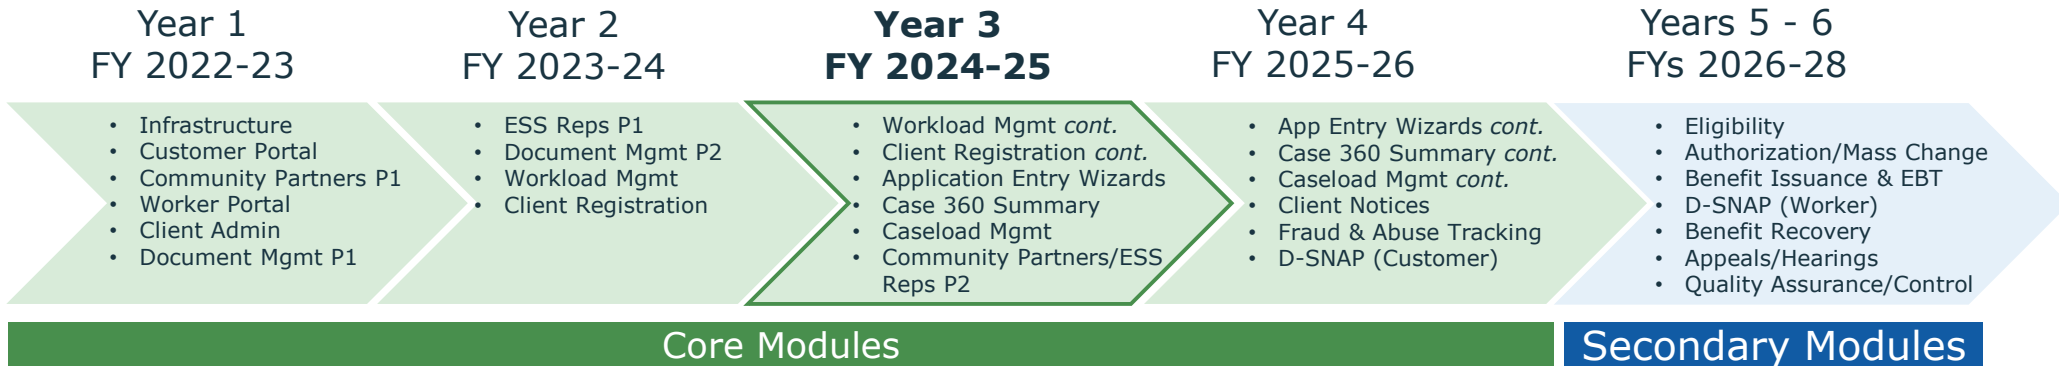 Year 1
FY 2022-23
Year 2
FY 2023-24
Year 3
FY 2024-25
Year 4
FY 2025-26
Years 5 - 6
FYs 2026-28
• Infrastructure
• Customer Portal
• Community Partners P1
• Worker Portal
• Client Admin
• Document Mgmt P1
• ESS Reps P1
• Document Mgmt P2
• Workload Mgmt
• Client Registration
• Workload Mgmt cont.
• Client Registration cont.
• Application Entry Wizards
• Case 360 Summary
• Caseload Mgmt
• Community Partners/ESS
Reps P2
• App Entry Wizards cont.
• Case 360 Summary cont.
• Caseload Mgmt cont.
• Client Notices
• Fraud & Abuse Tracking
• D-SNAP (Customer)
• Eligibility
• Authorization/Mass Change
• Benefit Issuance & EBT
• D-SNAP (Worker)
• Benefit Recovery
• Appeals/Hearings
• Quality Assurance/Control
Core Modules
Secondary Modules